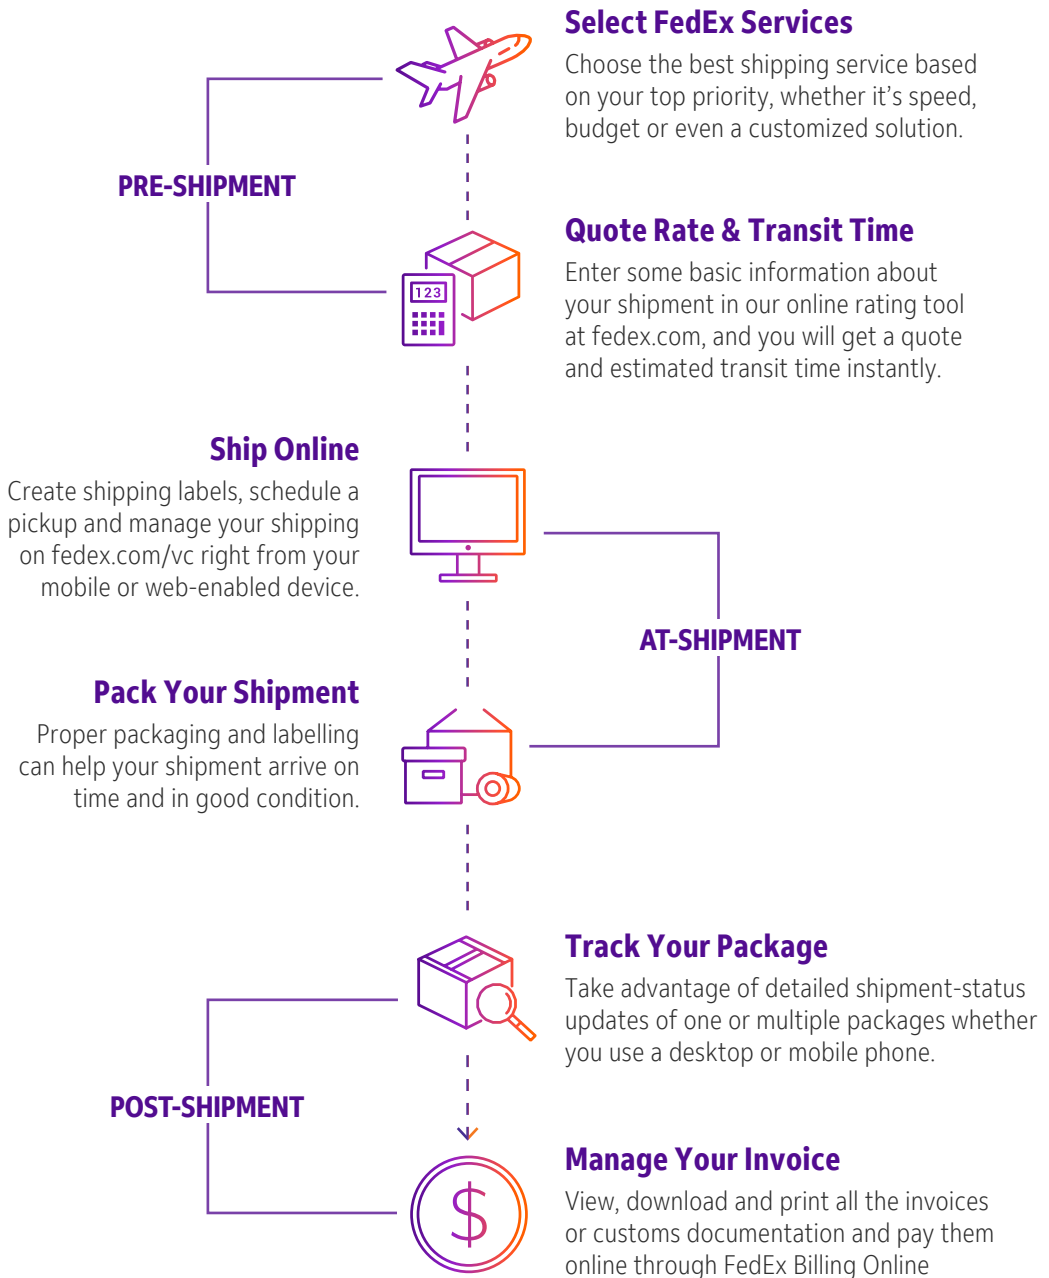 Select FedEx Services
Choose the best shipping service based
on your top priority, whether it’s speed,
budget or even a customized solution.
PRE-SHIPMENT
Quote Rate & Transit Time
Enter some basic information about
your shipment in our online rating tool
at fedex.com, and you will get a quote
and estimated transit time instantly.
123
Ship Online
Create shipping labels, schedule a
pickup and manage your shipping
on fedex.com/vc right from your
mobile or web-enabled device.
AT-SHIPMENT
Pack Your Shipment
Proper packaging and labelling
can help your shipment arrive on
time and in good condition.
Track Your Package
Take advantage of detailed shipment-status
updates of one or multiple packages whether
you use a desktop or mobile phone.
POST-SHIPMENT
Manage Your Invoice
View, download and print all the invoices
or customs documentation and pay them
online through FedEx Billing Online
$